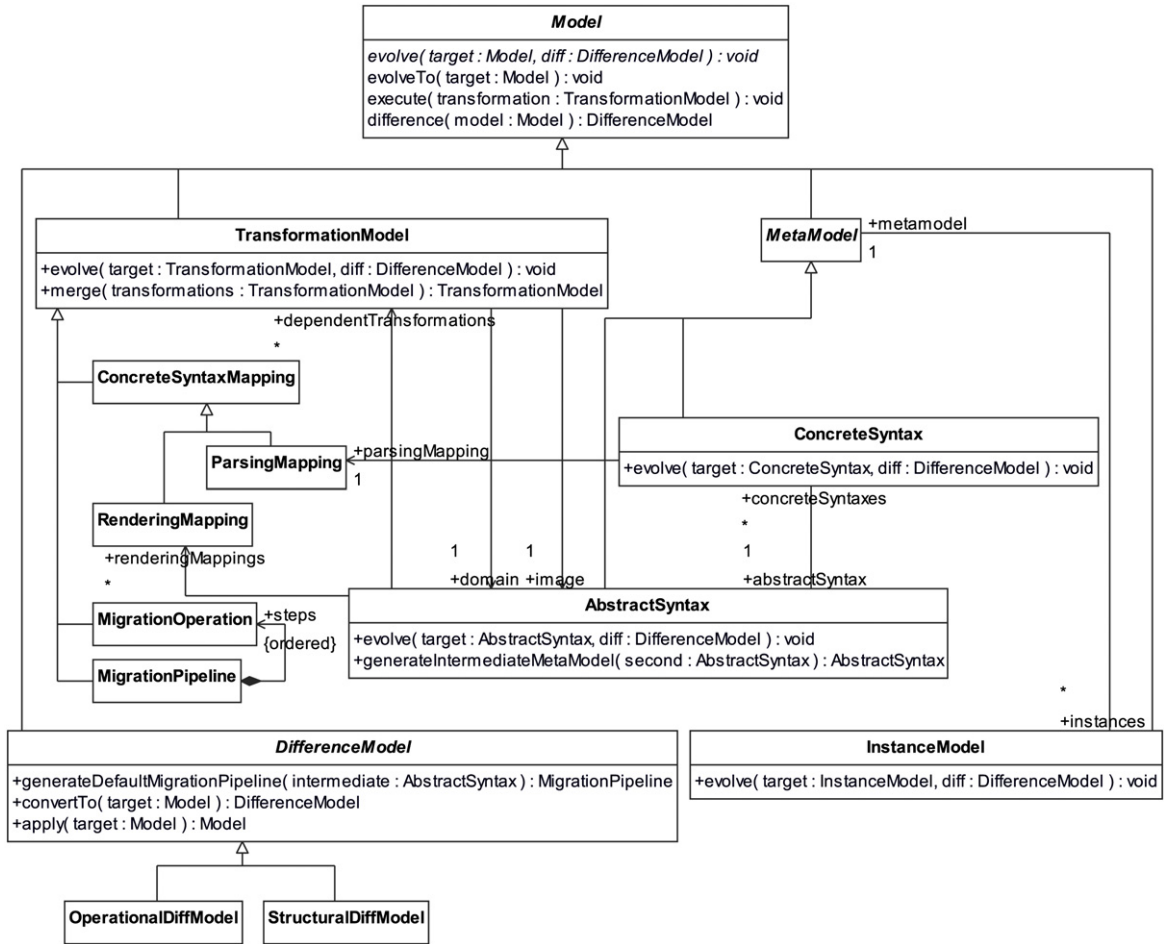 Model
evolve( target : Model, diff : DifferenceModel ) : void
evolveTo( target : Model ) : void
execute( transformation : TransformationModel ) : void
difference( model : Model ) : DifferenceModel
TransformationModel
+evolve( target : TransformationModel, diff : DifferenceModel ) : void
+merge( transformations : TransformationModel ) : TransformationModel
MetaModel
+metamodel
1
+dependentTransformations
*
ConcreteSyntaxMapping
ParsingMapping
+parsingMapping
1
ConcreteSyntax
+evolve( target : ConcreteSyntax, diff : DifferenceModel ) : void
+concreteSyntaxes
*
RenderingMapping
+renderingMappings
*
1
+domain
1
+image
1
+abstractSyntax
AbstractSyntax
+evolve( target : AbstractSyntax, diff : DifferenceModel ) : void
+generateIntermediateMetaModel( second : AbstractSyntax ) : AbstractSyntax
MigrationOperation
+steps
{ordered}
MigrationPipeline
*
+instances
DifferenceModel
+generateDefaultMigrationPipeline( intermediate : AbstractSyntax ) : MigrationPipeline
+convertTo( target : Model ) : DifferenceModel
+apply( target : Model ) : Model
InstanceModel
+evolve( target : InstanceModel, diff : DifferenceModel ) : void
OperationalDiffModel
StructuralDiffModel